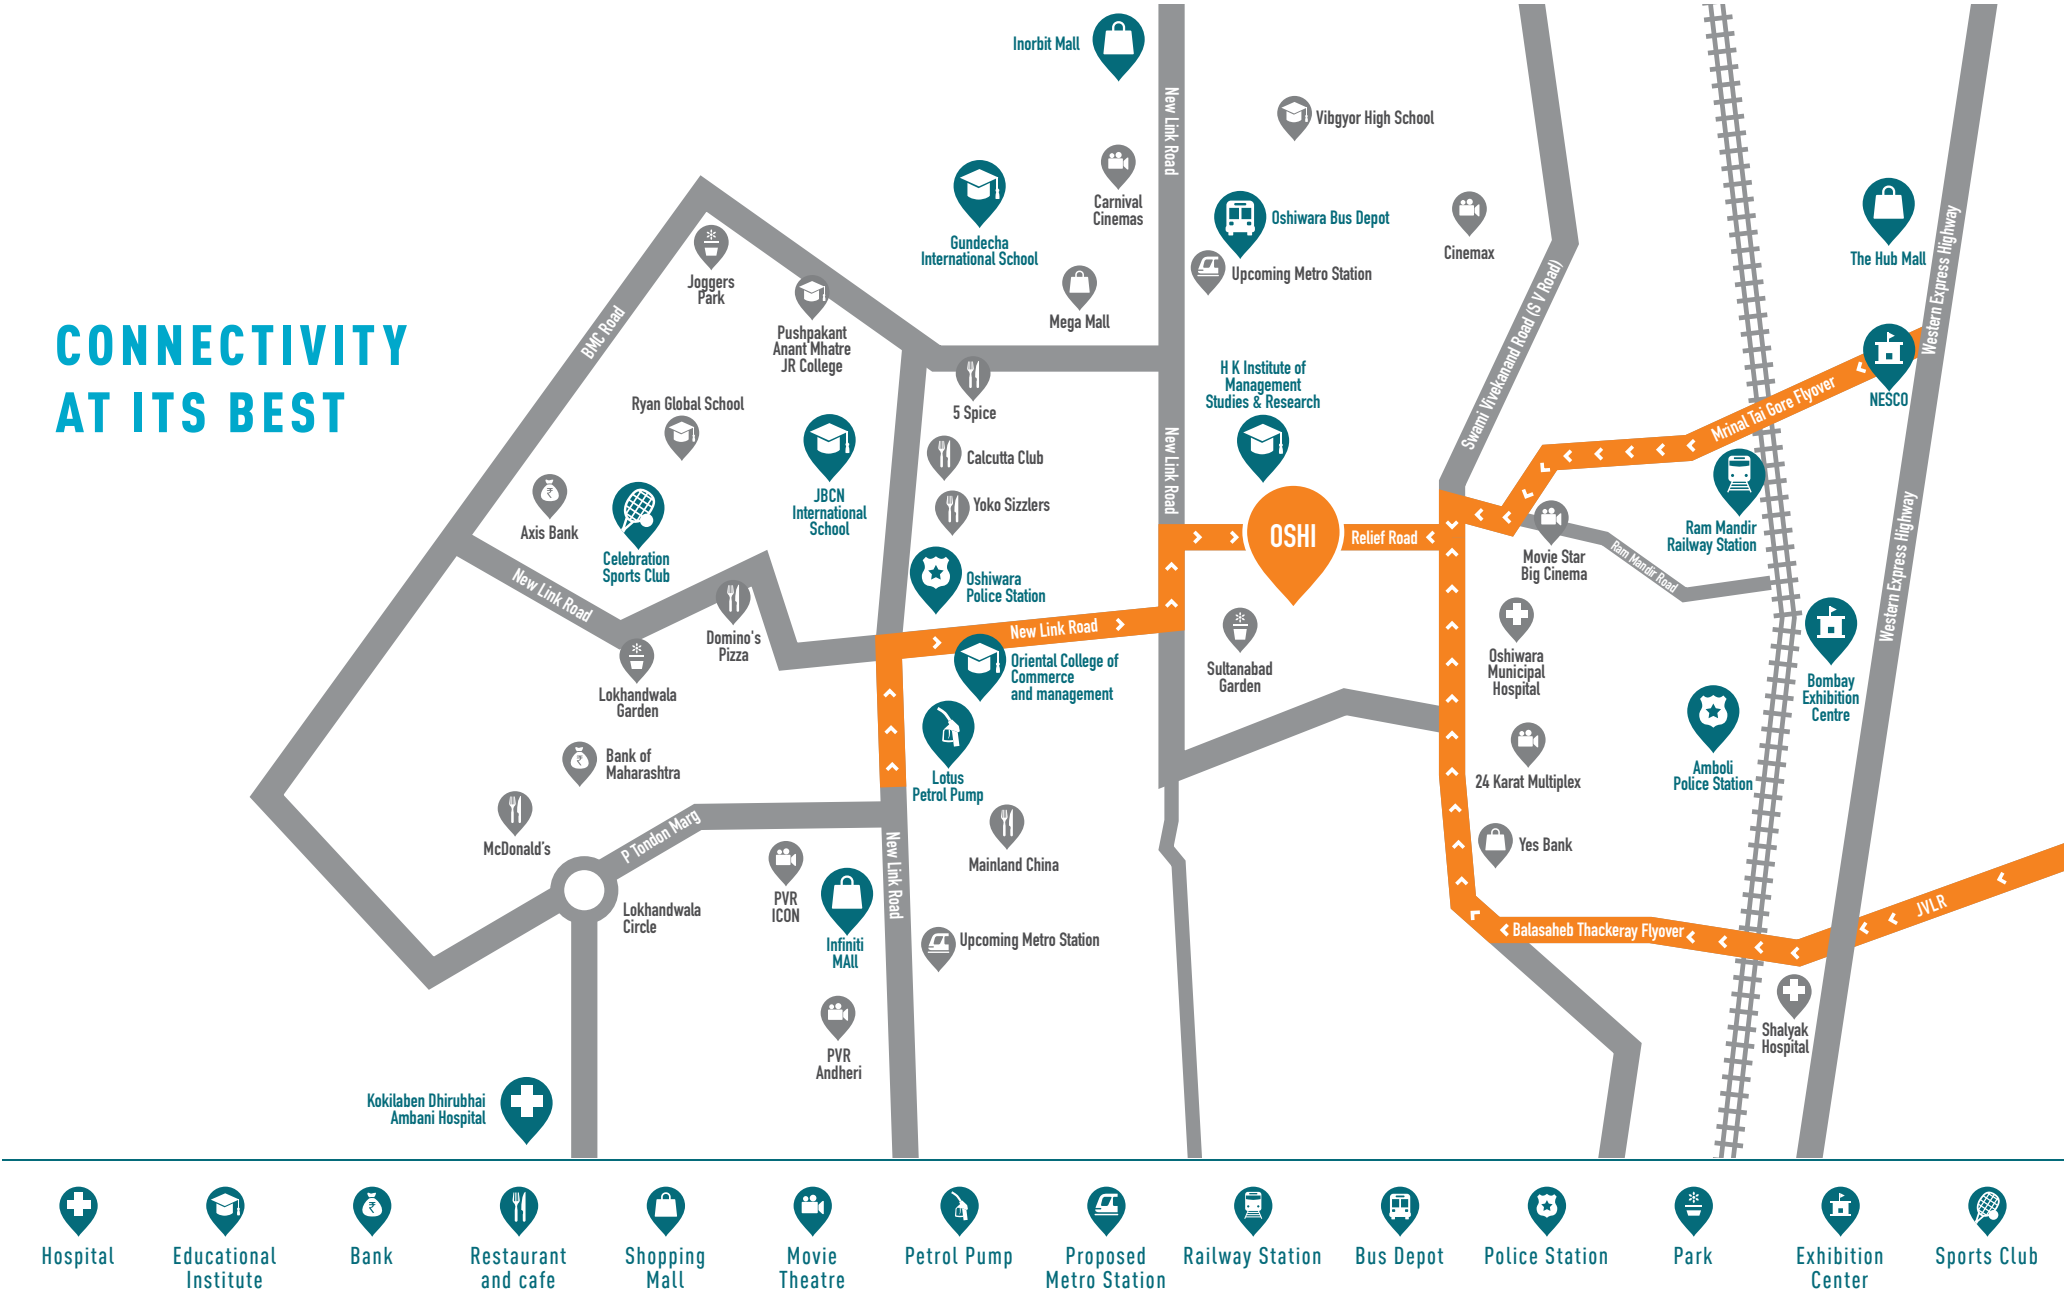 CONNECTIVITY
AT ITS BEST
Inorbit Mall
New Link Road
Vibgyor High School
Carnival
Cinemas
Gundecha
International School
Oshiwara Bus Depot
Upcoming Metro Station
Cinemax
The Hub Mall
Western Express Highway
Joggers
Park
Pushpakant
Anant Mhatre
JR College
Mega Mall
BMC Road
Swami Vivekanand Road (S V Road)
H K Institute of
Management
Studies & Research
Mrinal Tai Gore Flyover
NESCO
Ryan Global School
5 Spice
Calcutta Club
New Link Road
Yoko Sizzlers
Axis Bank
JBCN
International
School
Celebration
Sports Club
OSHI
Relief Road
Ram Mandir
Railway Station
Movie Star
Big Cinema
Ram Mandir Road
Western Express Highway
New Link Road
Oshiwara
Police Station
Domino's
Pizza
New Link Road
Oriental College of
Commerce
and management
Sultanabad
Garden
Oshiwara
Municipal
Hospital
Bombay
Exhibition
Centre
Lokhandwala
Garden
Bank of
Maharashtra
Lotus
Petrol Pump
24 Karat Multiplex
Amboli
Police Station
McDonald's
P Tondon Marg
Mainland China
Yes Bank
PVR
ICON
New Link Road
Lokhandwala
Circle
Infiniti
MAll
Upcoming Metro Station
Balasaheb Thackeray Flyover
JVLR
Shalyak
Hospital
PVR
Andheri
Kokilaben Dhirubhai
Ambani Hospital
Hospital
Educational
Institute
Bank
Restaurant
and cafe
Shopping
Mall
Movie
Theatre
Petrol Pump
Proposed
Metro Station
Railway Station
Bus Depot
Police Station
Park
Exhibition
Center
Sports Club